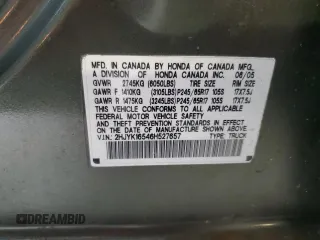 MFD. IN CANADA BY HONDA OF CANADA MFG.,
A DIVISION OF HONDA CANADA INC. 06/05
GVWR 2745KG (6050LBS) TIRE SIZE RIM SIZE
GAWR F 1410KG (3105LBS) P245/65R17 105S 17X7.5J
GAWR R 1475KG (3245LBS) P245/65R17 105S 17X7.5J
THIS VEHICLE CONFORMS TO ALL APPLICABLE
FEDERAL MOTOR VEHICLE SAFETY STANDARDS IN
EFFECT ON THE DATE OF MANUFACTURE SHOWN ABOVE.
V.I.N.: 2HJYK16546H527657 TYPE: TRUCK
DREAMBID